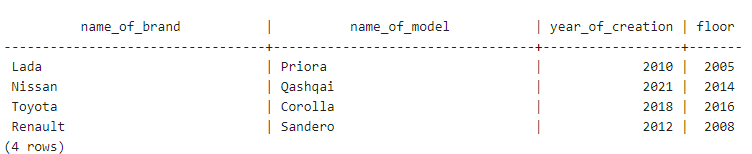 name_of_brand | name_of_model | year_of_creation | floor
---------------------------------+---------------------------------+------------------+-------
Lada | Priora | 2010 | 2005
Nissan | Qashqai | 2021 | 2014
Toyota | Corolla | 2018 | 2016
Renault | Sandero | 2012 | 2008
(4 rows)